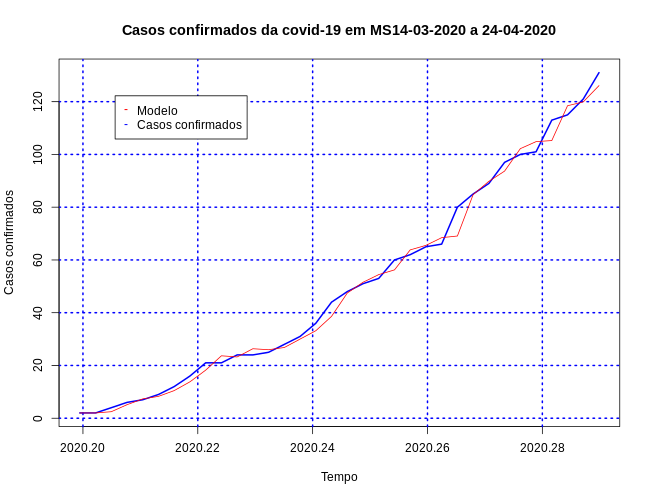 Casos confirmados da covid-19 em MS14-03-2020 a 24-04-2020
Modelo
Casos confirmados
Casos confirmados
120
100
80
60
40
20
0
2020.20 2020.22 2020.24 2020.26 2020.28
Tempo